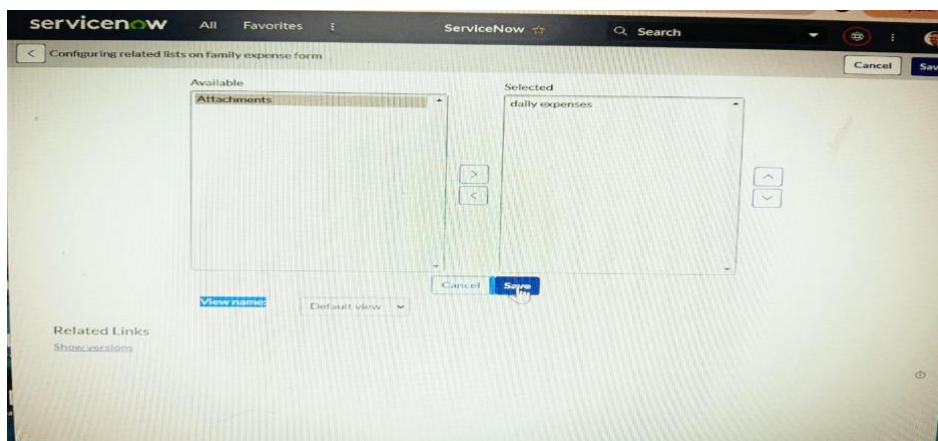 servicenow All Favorites ServiceNow Search
Configuring related lists on family expense form Cancel Sav
Available Selected
Attachments daily expenses
Cancel Save
View name: Default view
Related Links
Show versions